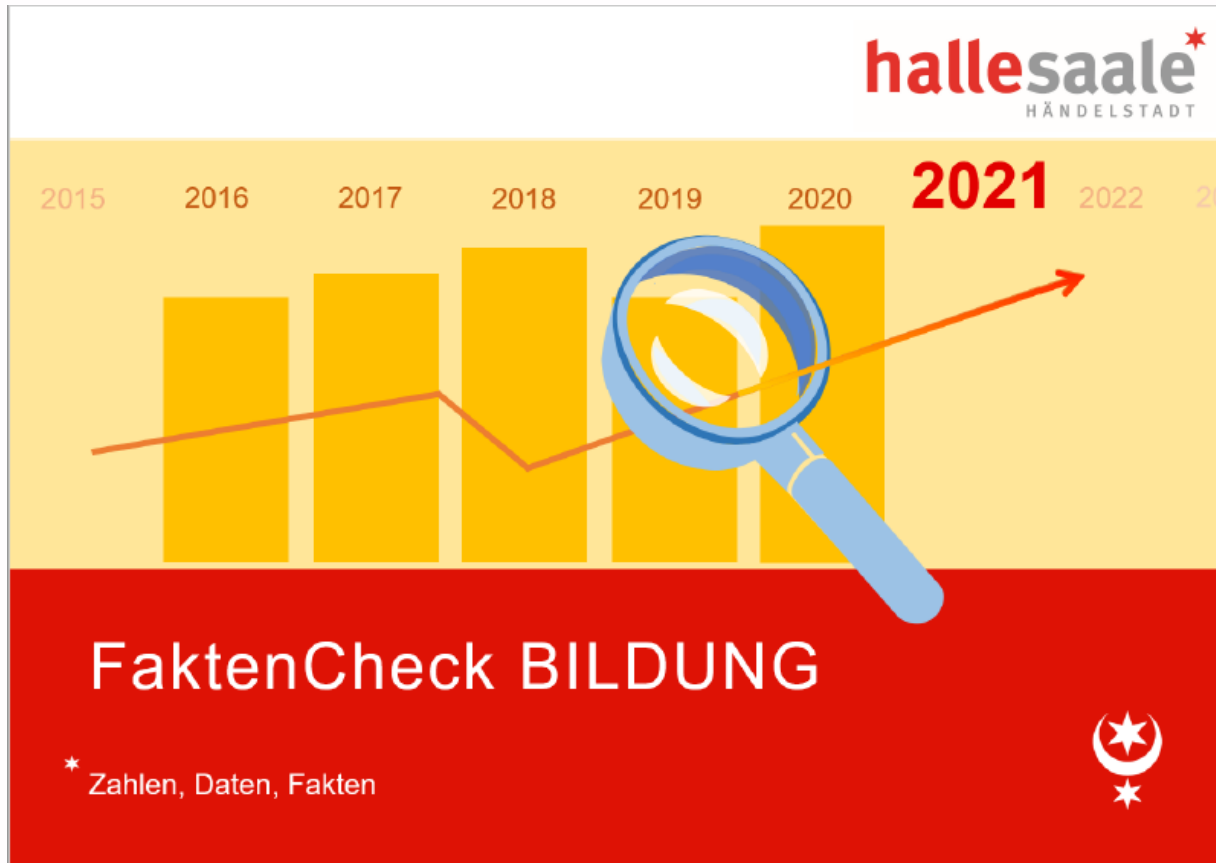 hallesaale*
HÄNDELSTADT
2015 2016 2017 2018 2019 2020 2021 2022
FaktenCheck BILDUNG
* Zahlen, Daten, Fakten